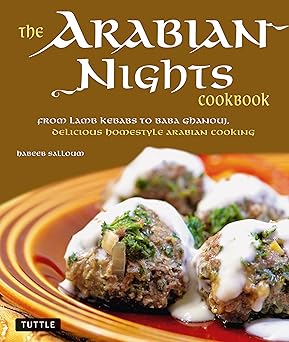 THE ARABIAN
NIGHTS
COOKBOOK
FROM LAMB KEBABS TO BABA GHANOUJ,
DELICIOUS HOMESTYLE ARABIAN COOKING
HABEEB SALLOUM
TUTTLE